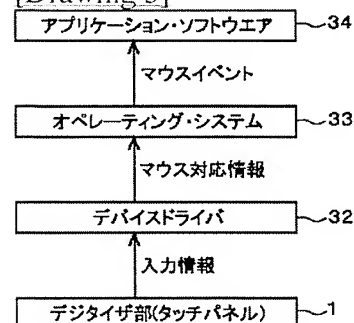 [Drawing 3]
アプリケーション・ソフトウエア 34
マウスイベント
オペレーティング・システム 33
マウス対応情報
デバイスドライバ 32
入力情報
デジタイザ部(タッチパネル) 1